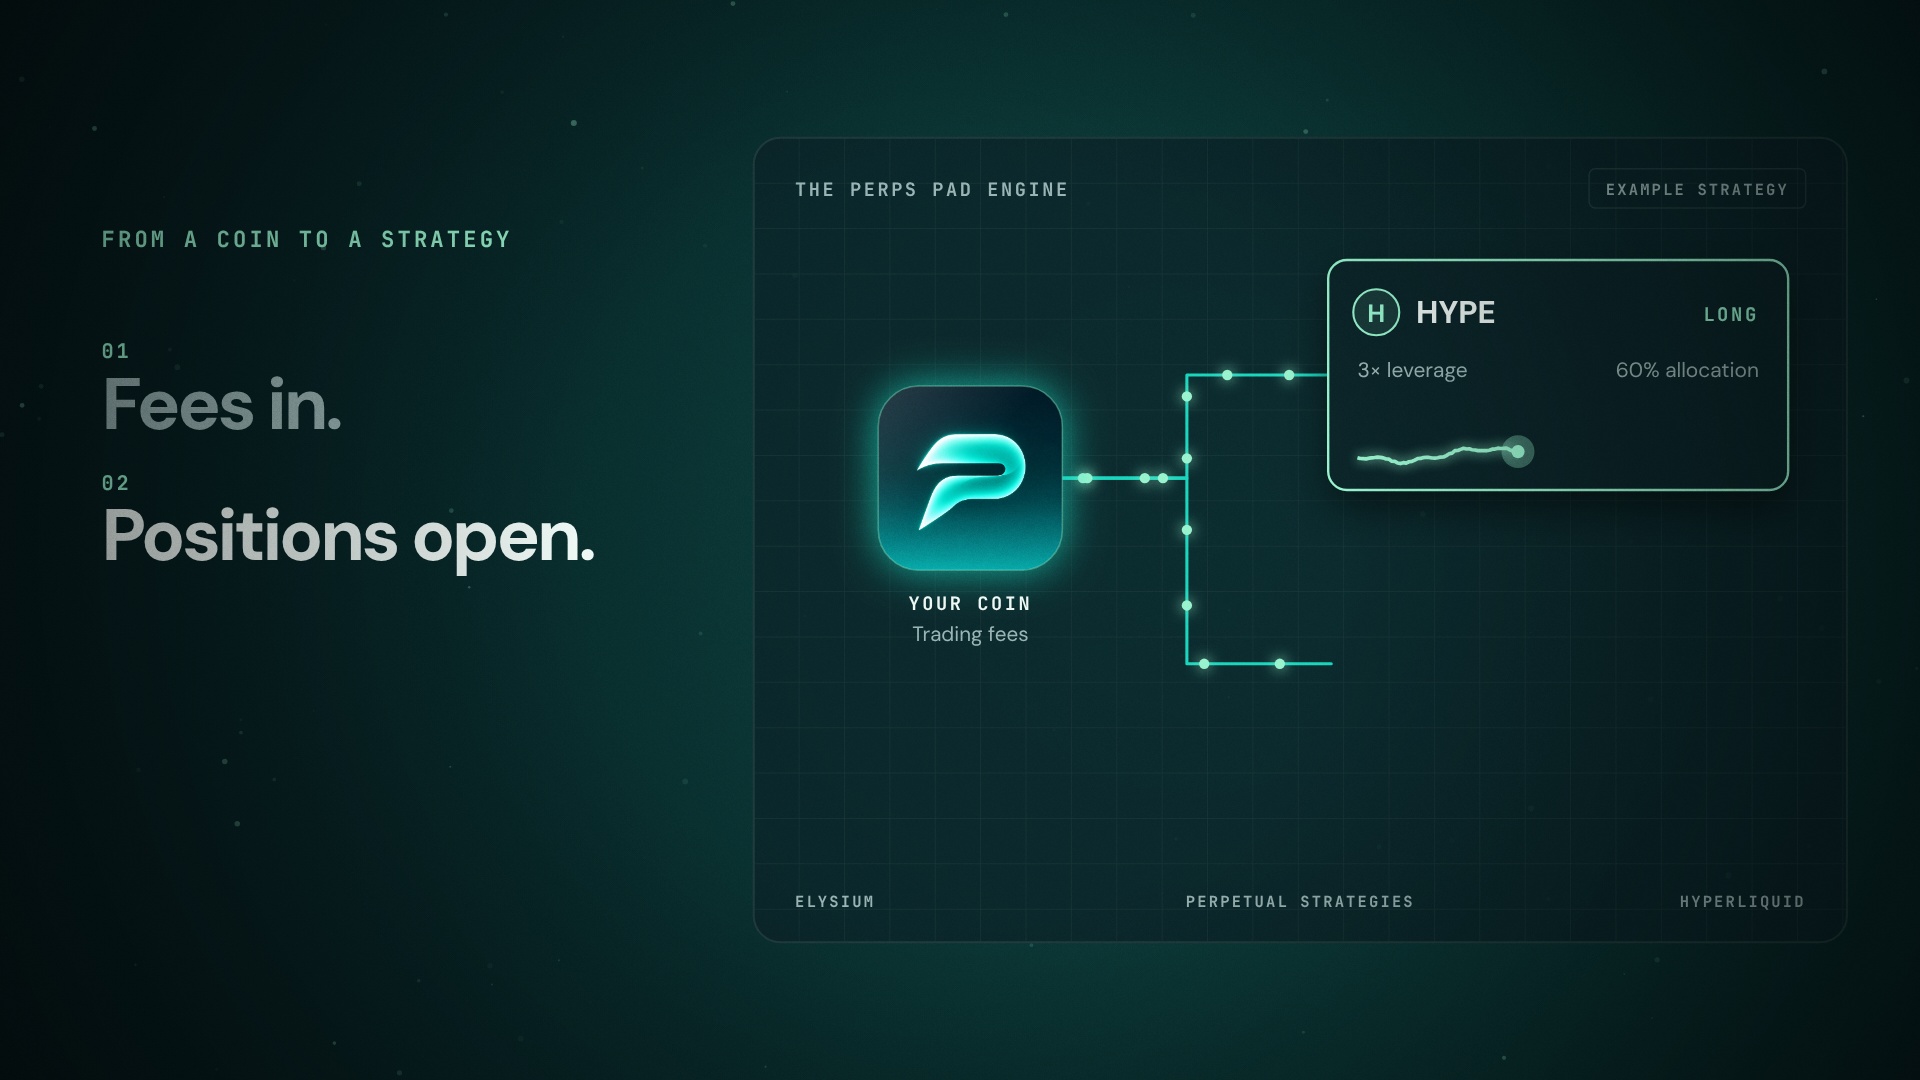 FROM A COIN TO A STRATEGY
01
Fees in.
02
Positions open.
THE PERPS PAD ENGINE
EXAMPLE STRATEGY
H HYPE
LONG
3× leverage
60% allocation
YOUR COIN
Trading fees
ELYSIUM
PERPETUAL STRATEGIES
HYPERLIQUID